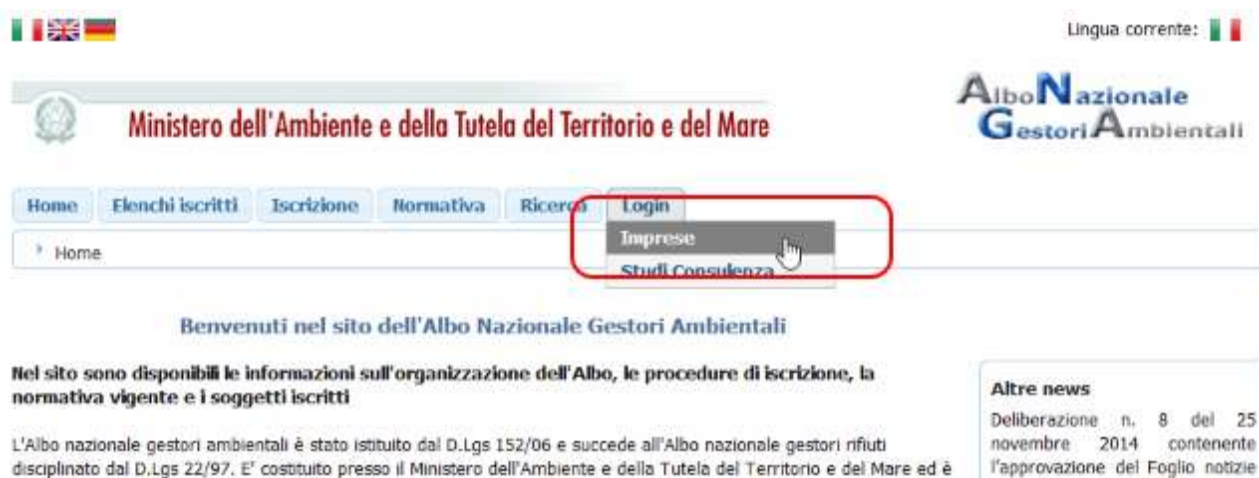 Lingua corrente:
Ministero dell'Ambiente e della Tutela del Territorio e del Mare
Albo Nazionale
Gestori Ambientali
Home Elenchi iscritti Iscrizione Normativa Ricerca Login
Imprese
Home
Studi Consulenza
Benvenuti nel sito dell'Albo Nazionale Gestori Ambientali
Nel sito sono disponibili le informazioni sull'organizzazione dell'Albo, le procedure di iscrizione, la
normativa vigente e i soggetti iscritti
L'Albo nazionale gestori ambientali è stato istituito dal D.Lgs 152/06 e succede all'Albo nazionale gestori rifiuti
disciplinato dal D.Lgs 22/97. E' costituito presso il Ministero dell'Ambiente e della Tutela del Territorio e del Mare ed è
Altre news
Deliberazione n. 8 del 25
novembre 2014 contenente
l'approvazione del Foglio notizie